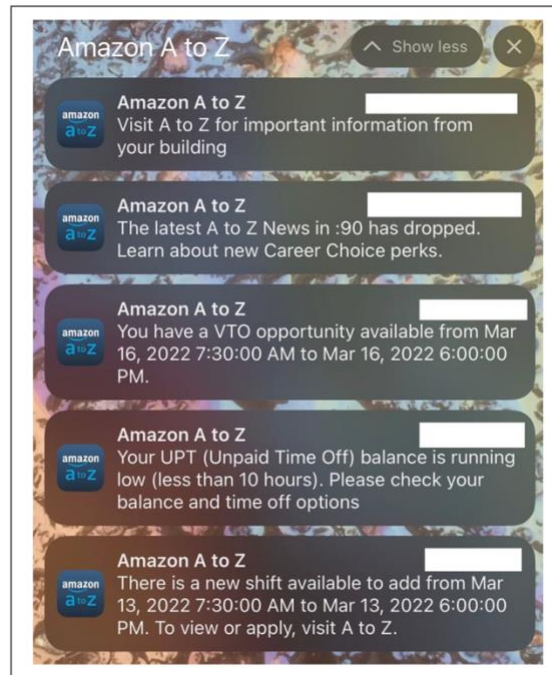 Amazon A to Z
Show less
amazon
a to Z
Amazon A to Z
Visit A to Z for important information from
your building
amazon
a to Z
Amazon A to Z
The latest A to Z News in :90 has dropped.
Learn about new Career Choice perks.
amazon
a to Z
Amazon A to Z
You have a VTO opportunity available from Mar
16, 2022 7:30:00 AM to Mar 16, 2022 6:00:00
PM.
amazon
a to Z
Amazon A to Z
Your UPT (Unpaid Time Off) balance is running
low (less than 10 hours). Please check your
balance and time off options
amazon
a to Z
Amazon A to Z
There is a new shift available to add from Mar
13, 2022 7:30:00 AM to Mar 13, 2022 6:00:00
PM. To view or apply, visit A to Z.